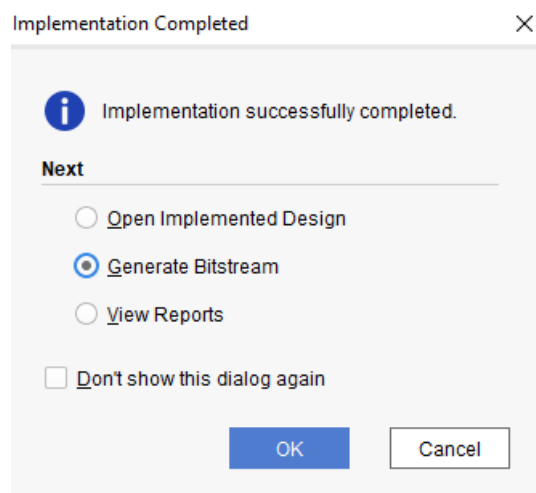 Implementation Completed
Implementation successfully completed.
Next
Open Implemented Design
Generate Bitstream
View Reports
Don't show this dialog again
OK
Cancel